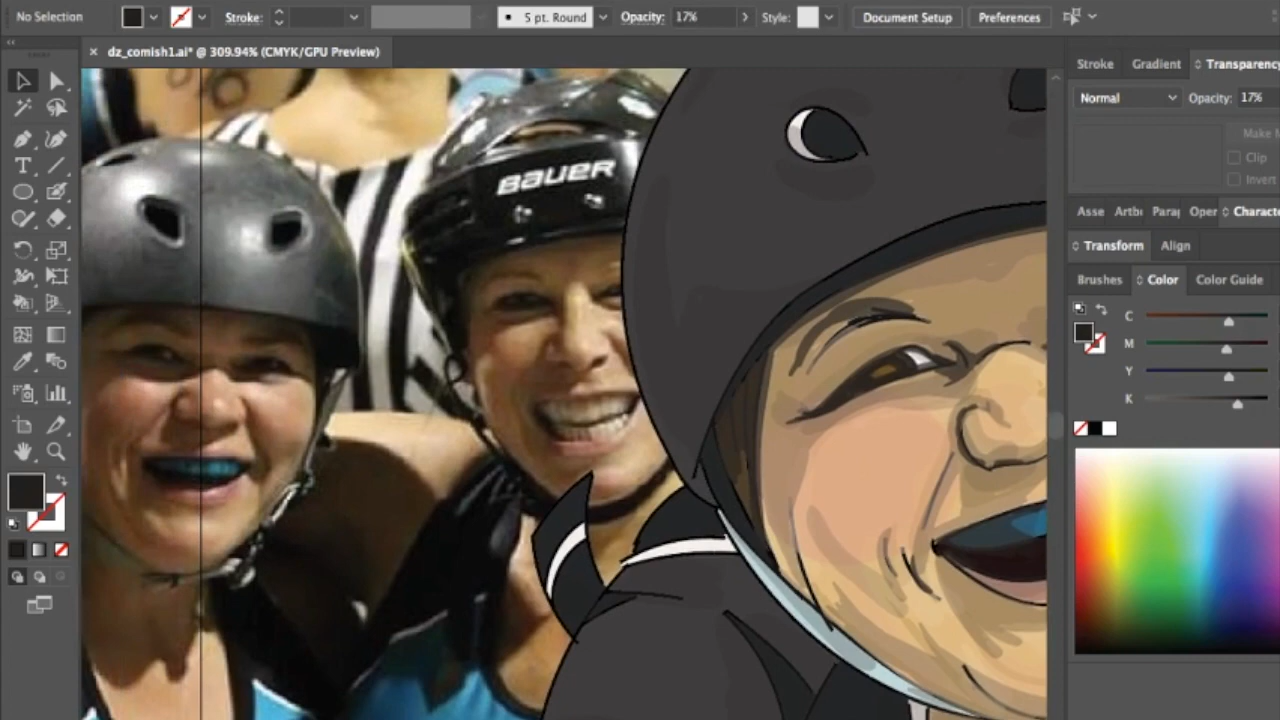 No Selection Stroke: 5 pt. Round Opacity: 17% Style: Document Setup Preferences
× dz_comish1.ai* @ 309.94% (CMYK/GPU Preview)
Stroke Gradient Transparency
Normal Opacity: 17%
Make
Clip
Invert
Asse Artb Para Oper Characte
Transform Align
Brushes Color Color Guide
C
M
Y
K
BAUER